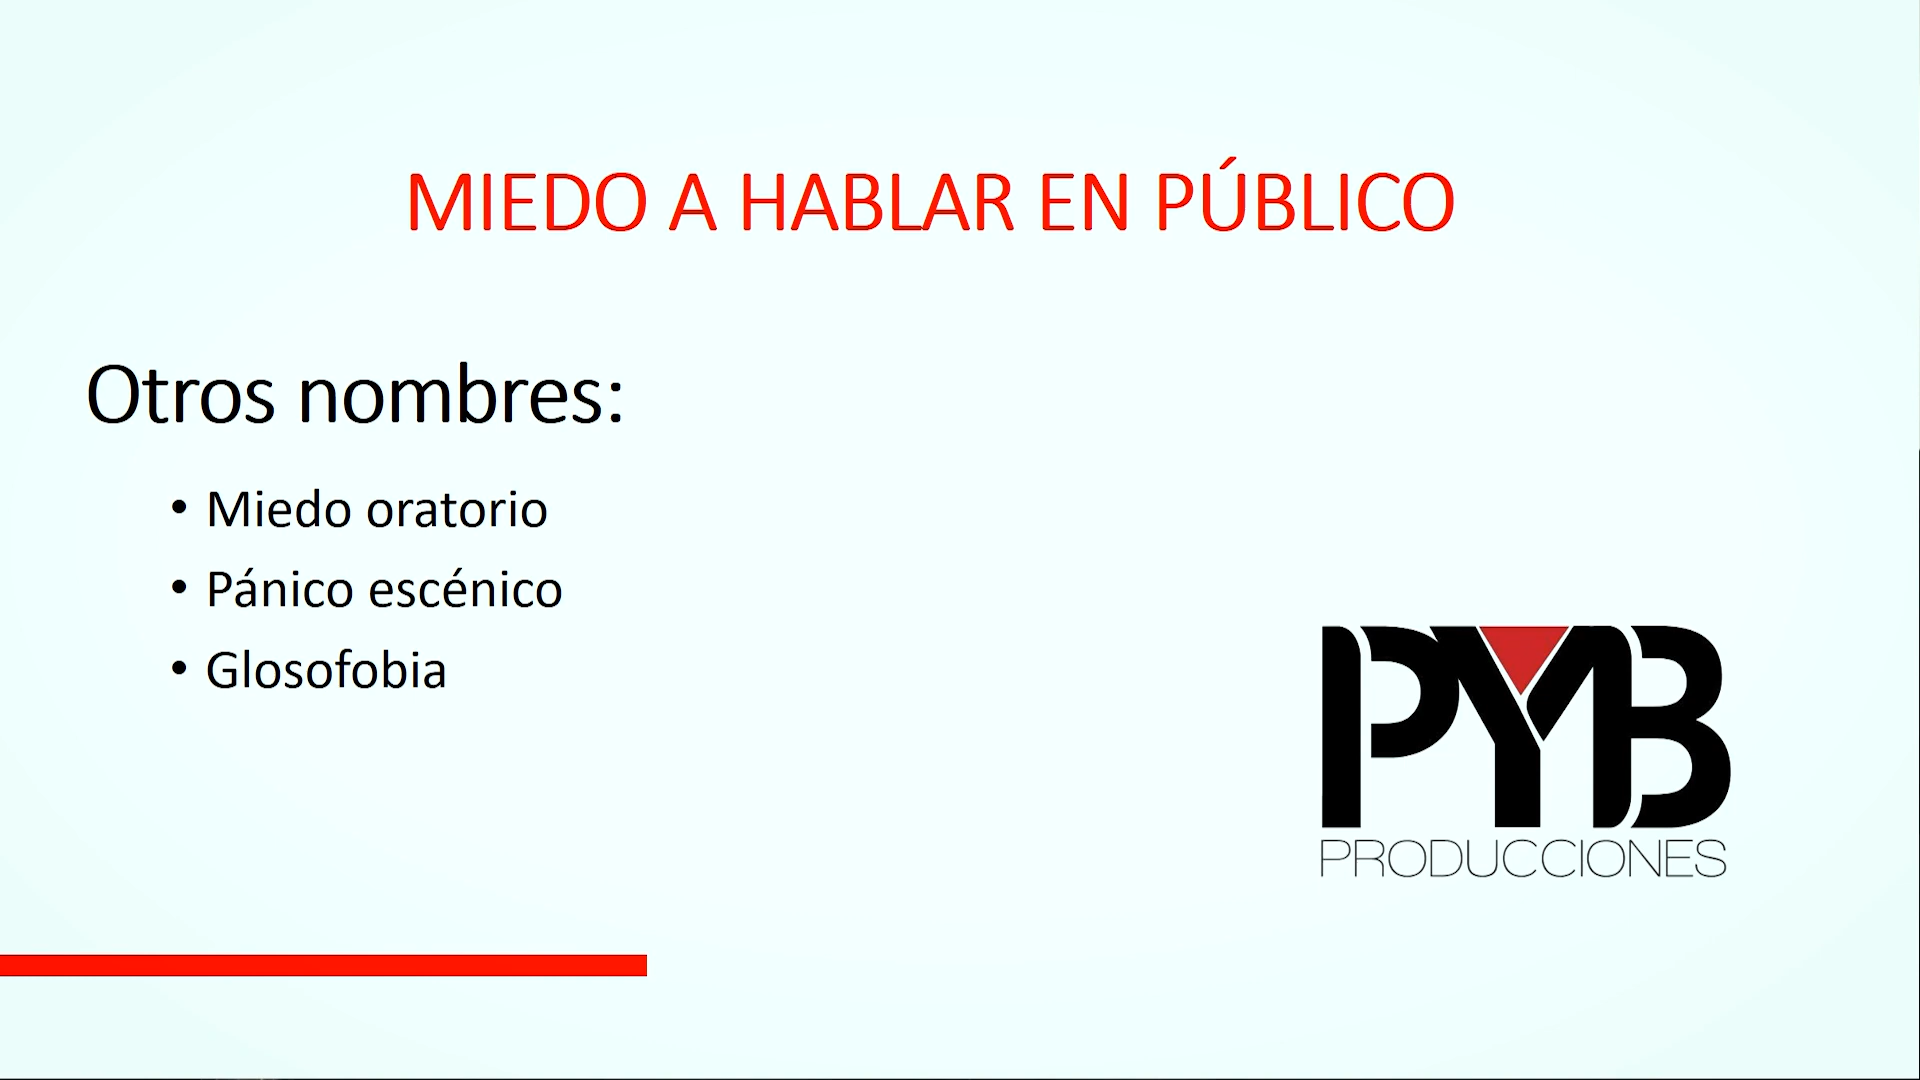 MIEDO A HABLAR EN PÚBLICO
Otros nombres:
• Miedo oratorio
• Pánico escénico
• Glosofobia
PYB
PRODUCCIONES